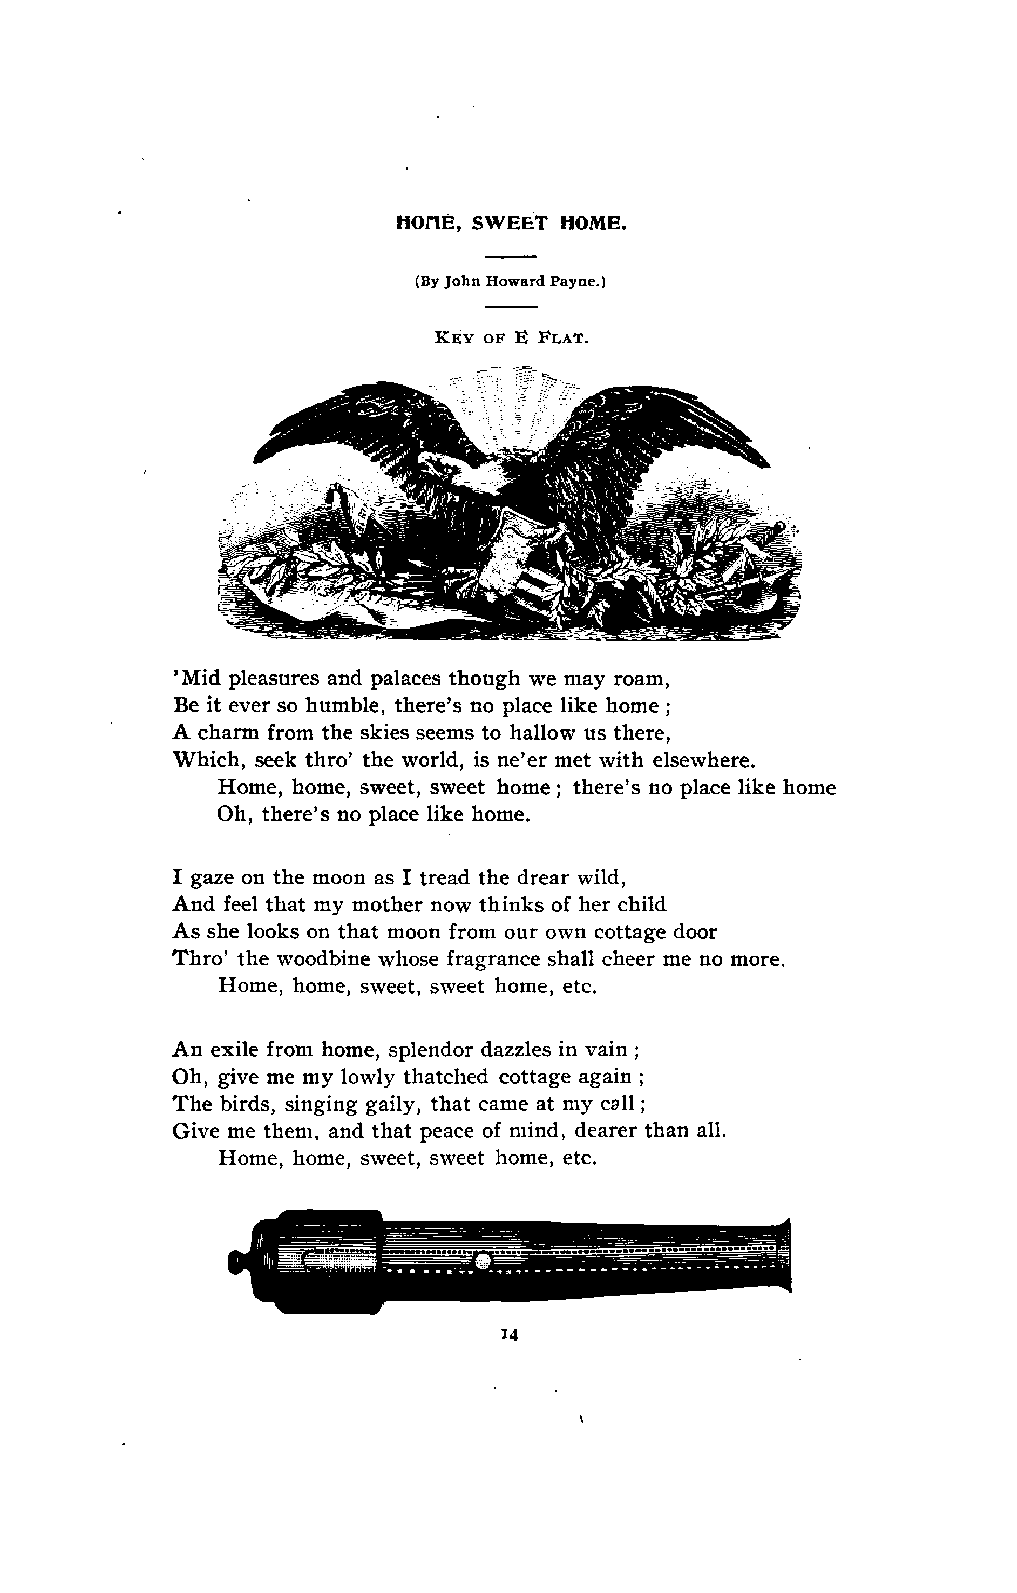 HOME, SWEET HOME.
(By John Howard Payne.)
KEY OF E FLAT.
'Mid pleasures and palaces though we may roam,
Be it ever so humble, there's no place like home ;
A charm from the skies seems to hallow us there,
Which, seek thro' the world, is ne'er met with elsewhere.
Home, home, sweet, sweet home ; there's no place like home
Oh, there's no place like home.
I gaze on the moon as I tread the drear wild,
And feel that my mother now thinks of her child
As she looks on that moon from our own cottage door
Thro' the woodbine whose fragrance shall cheer me no more.
Home, home, sweet, sweet home, etc.
An exile from home, splendor dazzles in vain ;
Oh, give me my lowly thatched cottage again ;
The birds, singing gaily, that came at my call ;
Give me them, and that peace of mind, dearer than all.
Home, home, sweet, sweet home, etc.
14